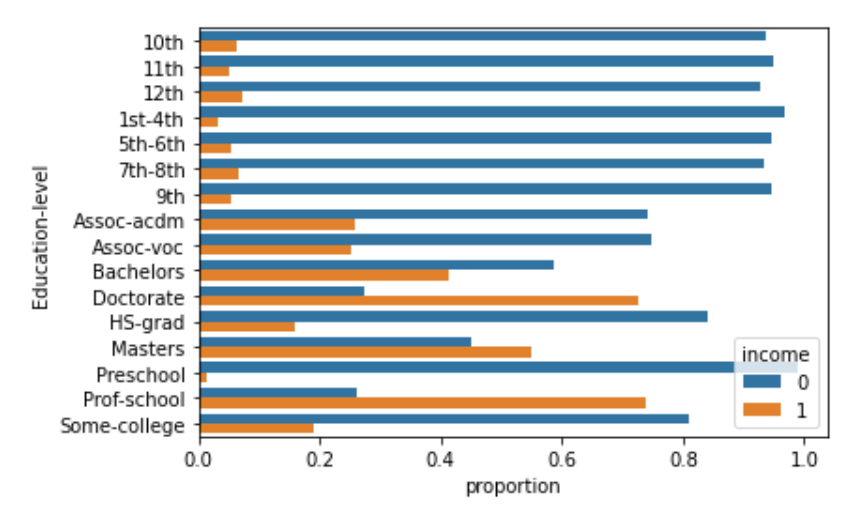 10th
11th
12th
1st-4th
5th-6th
7th-8th
9th
Assoc-acdm
Assoc-voc
Bachelors
Doctorate
HS-grad
Masters
Preschool
Prof-school
Some-college
Education-level
income
0
1
0.0 0.2 0.4 0.6 0.8 1.0
proportion